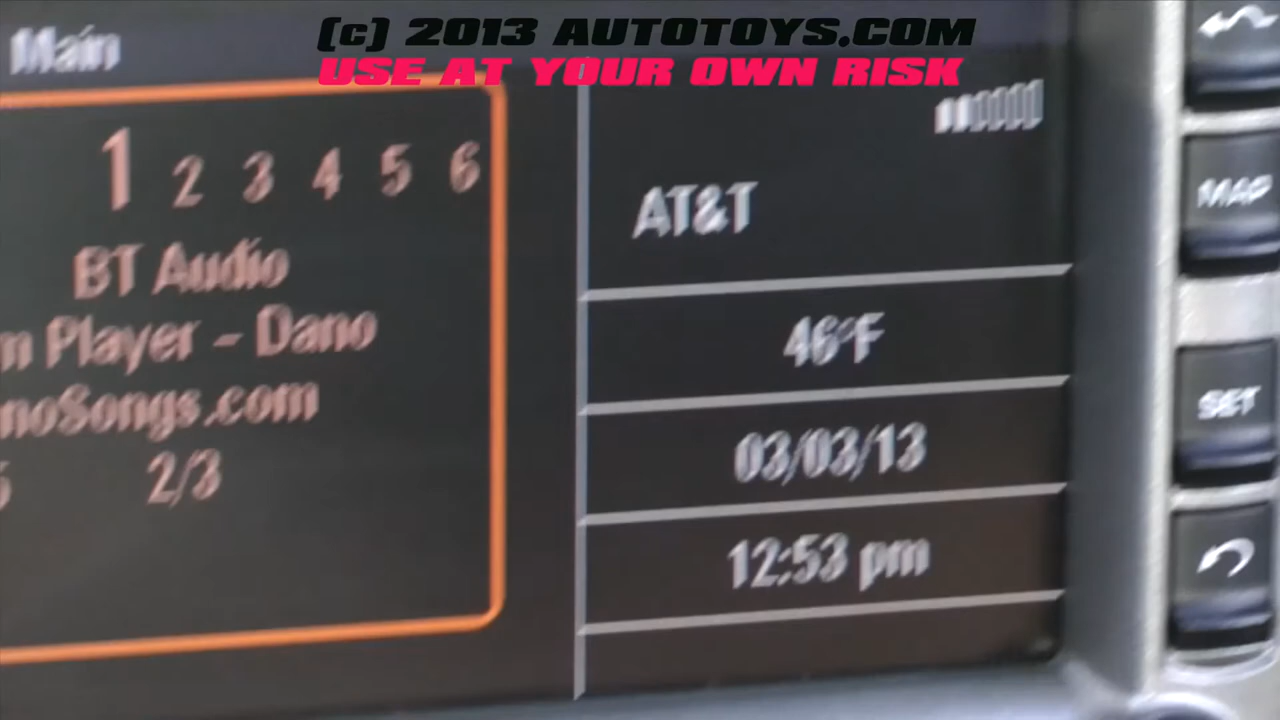 (c) 2013 AUTOTOYS.COM
USE AT YOUR OWN RISK
Main
1 2 3 4 5 6
BT Audio
Player - Dano
noSongs.com
2/3
AT&T
46°F
03/03/13
12:53 pm
MAP
SET